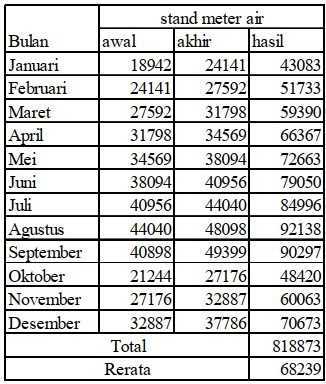 Bulan stand meter air
awal akhir hasil
Januari 18942 24141 43083
Februari 24141 27592 51733
Maret 27592 31798 59390
April 31798 34569 66367
Mei 34569 38094 72663
Juni 38094 40956 79050
Juli 40956 44040 84996
Agustus 44040 48098 92138
September 40898 49399 90297
Oktober 21244 27176 48420
November 27176 32887 60063
Desember 32887 37786 70673
Total 818873
Rerata 68239